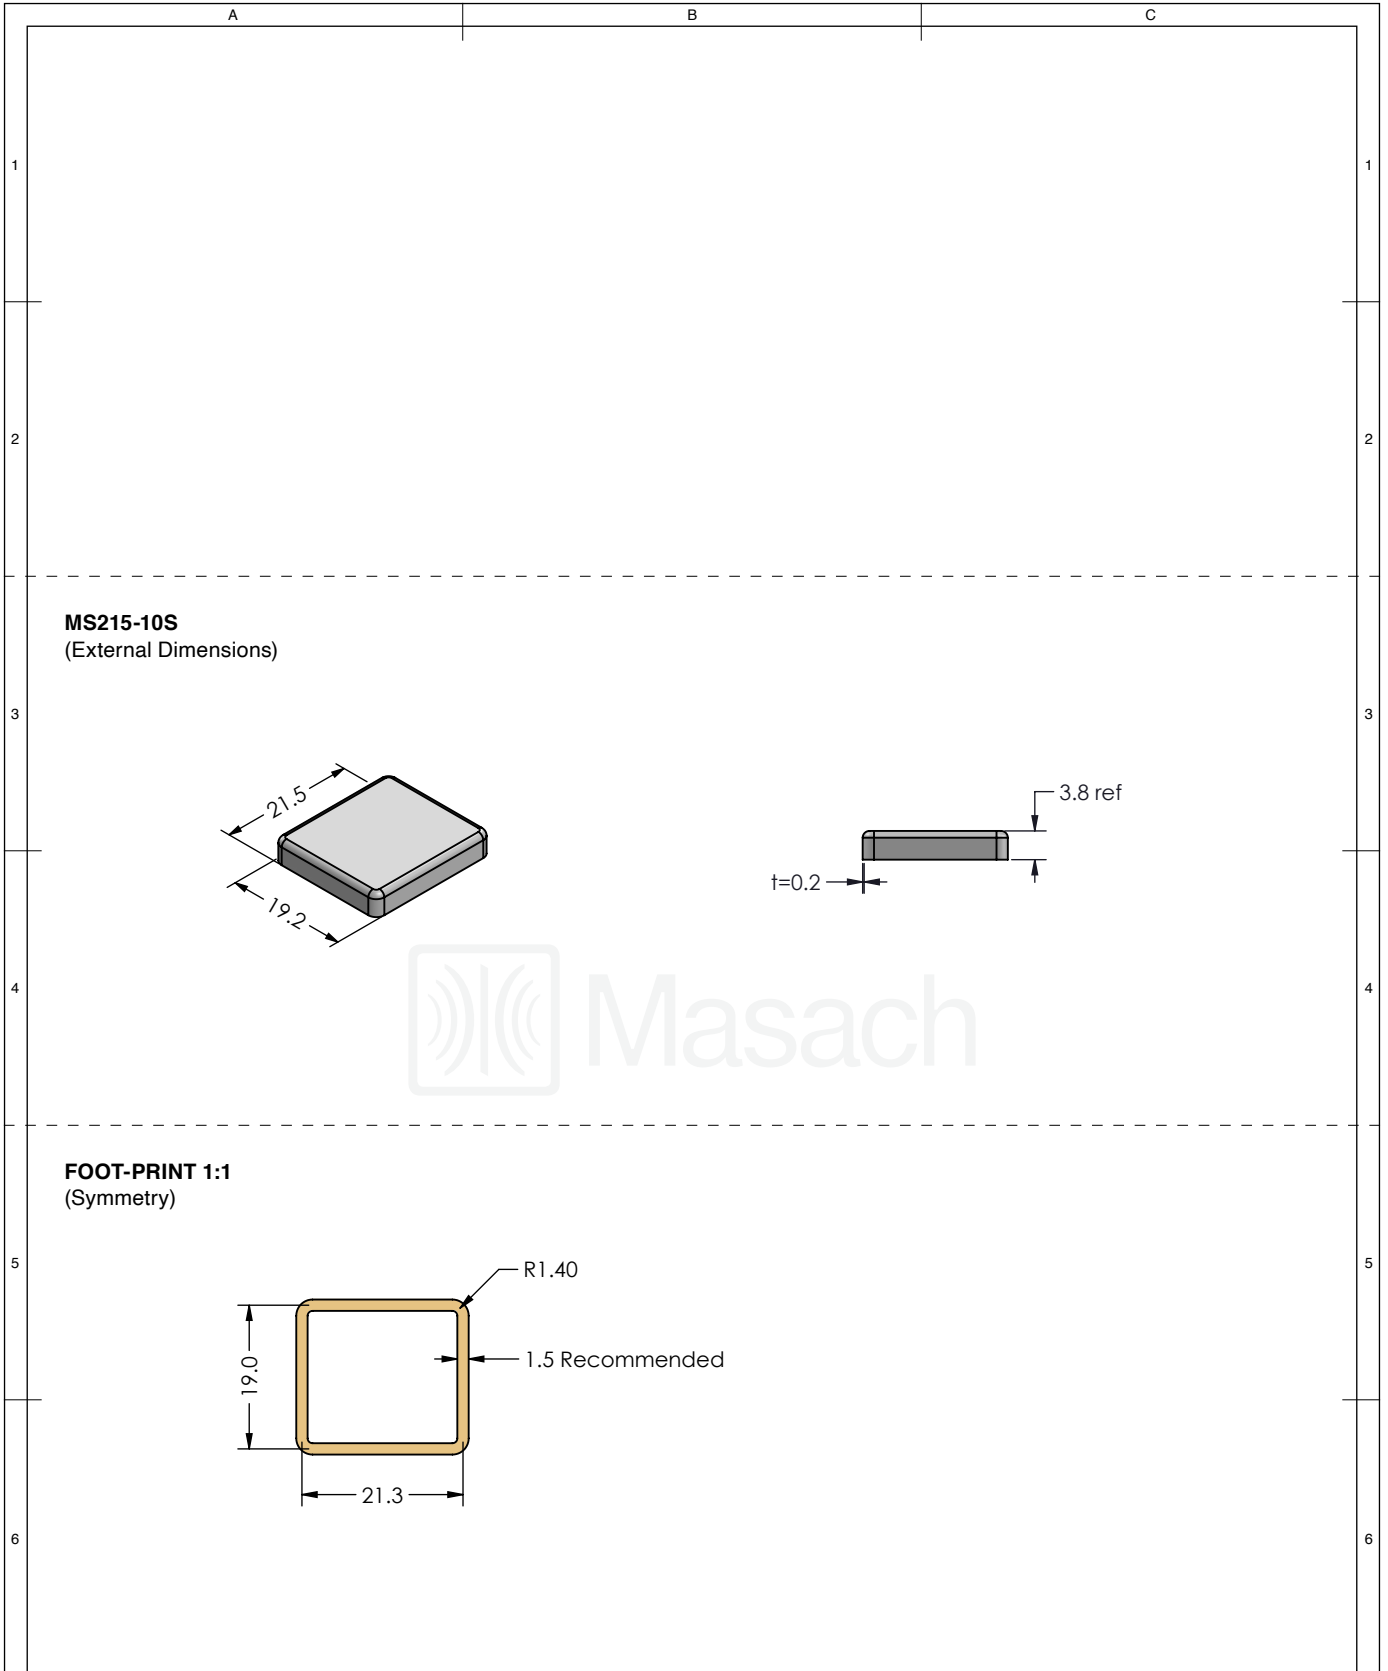 A B C
1 1
2 2
MS215-10S
(External Dimensions)
3 3
21.5
19.2
3.8 ref
t=0.2
4 4
Masach
FOOT-PRINT 1:1
(Symmetry)
5 5
R1.40
1.5 Recommended
19.0
21.3
6 6